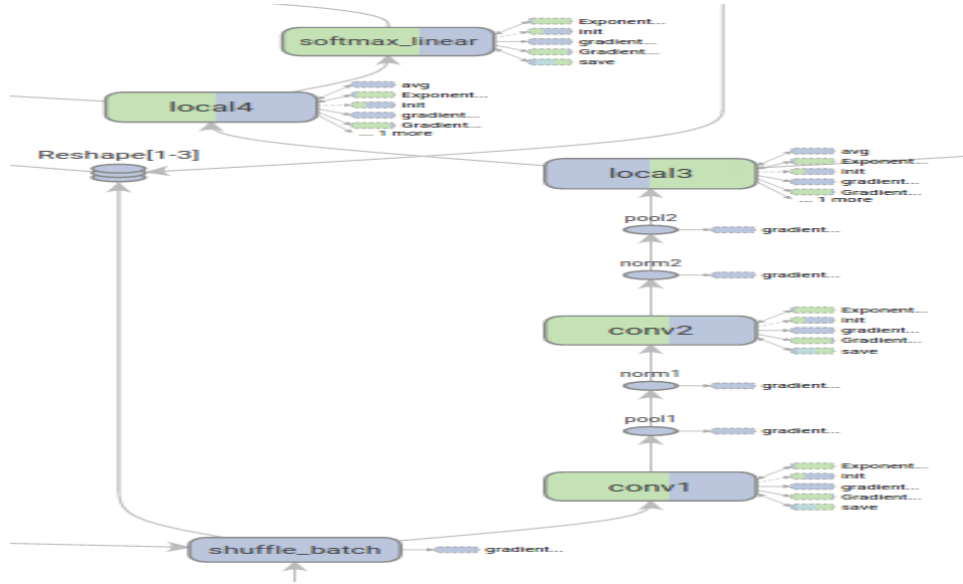 softmax_linear
Exponent...
init
gradient...
Gradient...
save
local4
avg
Exponent...
init
gradient...
Gradient...
... 1 more
Reshape[1-3]
local3
avg
Exponent...
init
gradient...
Gradient...
... 1 more
pool2
gradient...
norm2
gradient...
conv2
Exponent...
init
gradient...
Gradient...
save
norm1
gradient...
pool1
gradient...
conv1
Exponent...
init
gradient...
Gradient...
save
shuffle_batch
gradient...